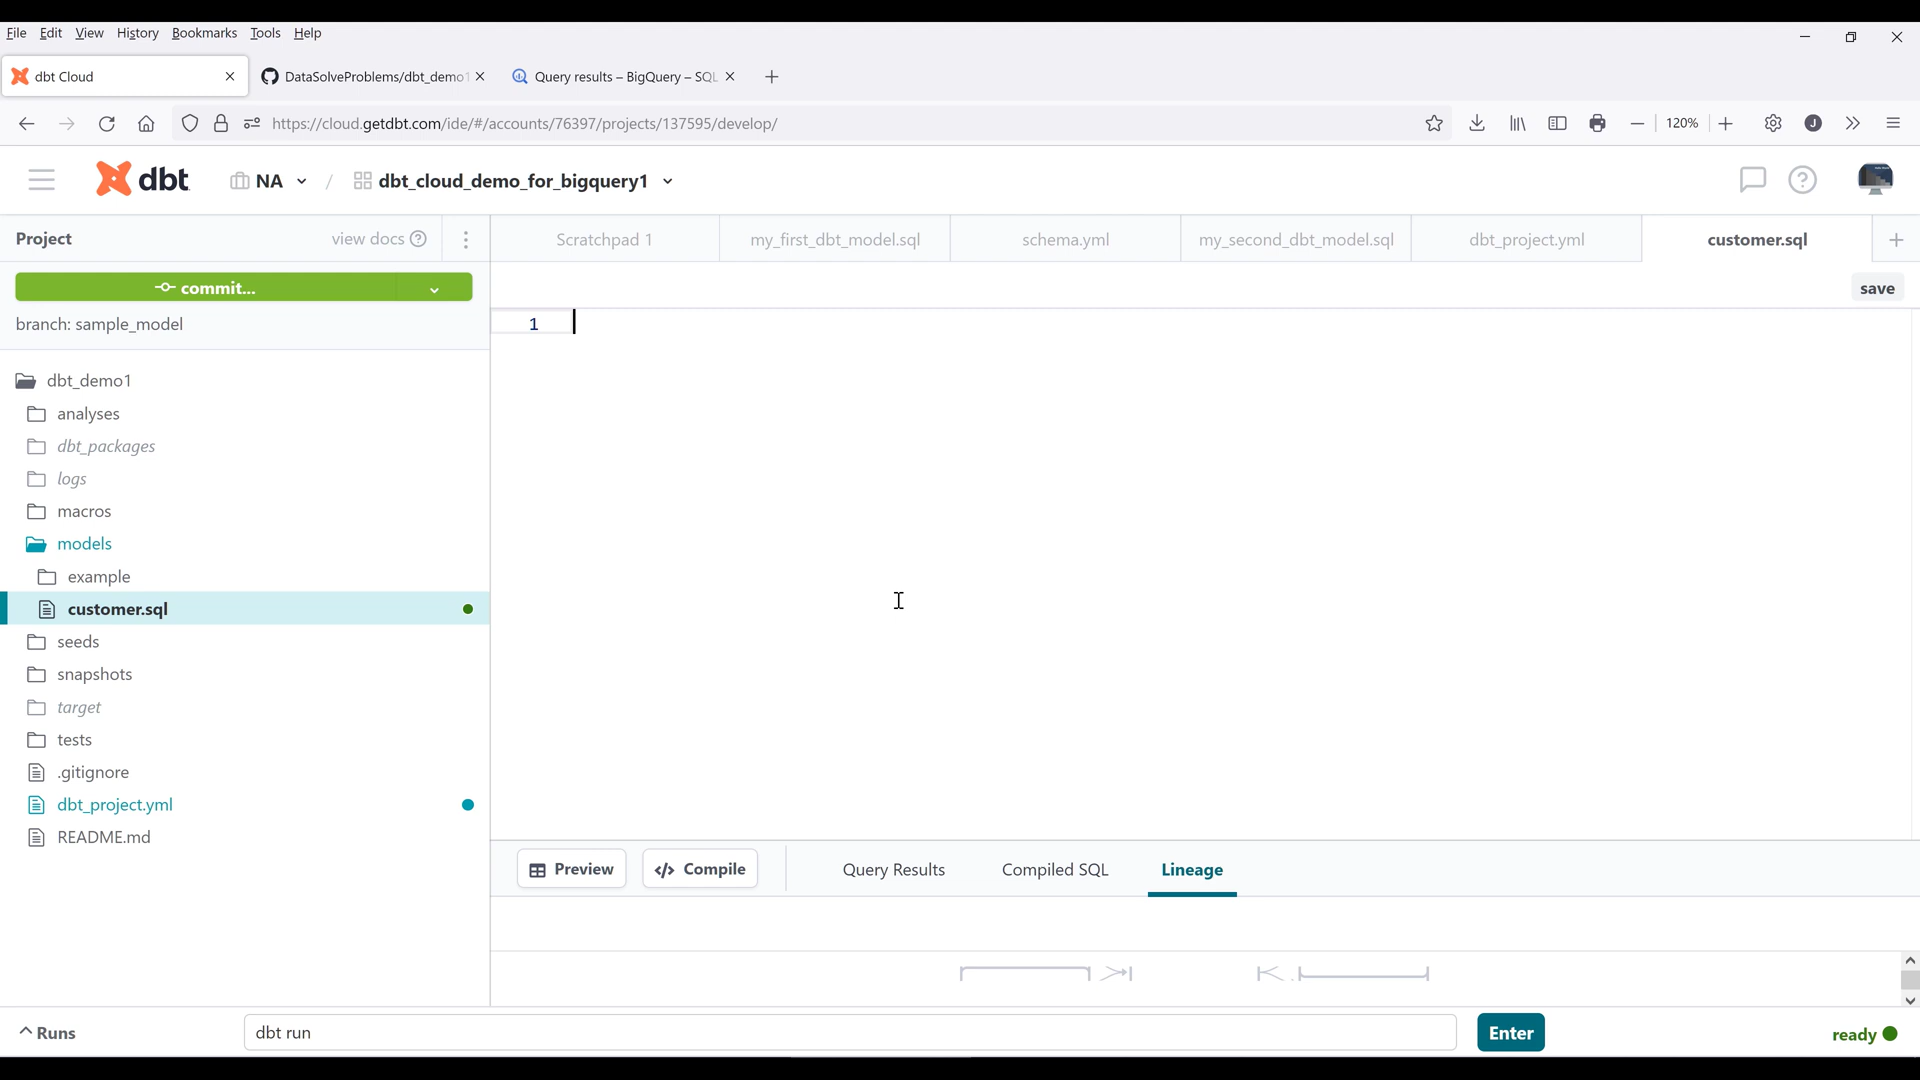 File Edit View History Bookmarks Tools Help
dbt Cloud
DataSolveProblems/dbt_demo1
Query results – BigQuery – SQL
https://cloud.getdbt.com/ide/#/accounts/76397/projects/137595/develop/
120%
J
dbt
NA / dbt_cloud_demo_for_bigquery1
Project view docs
Scratchpad 1 my_first_dbt_model.sql schema.yml my_second_dbt_model.sql dbt_project.yml customer.sql
commit...
save
branch: sample_model
1
dbt_demo1
analyses
dbt_packages
logs
macros
models
example
customer.sql
seeds
snapshots
target
tests
.gitignore
dbt_project.yml
README.md
Preview </> Compile Query Results Compiled SQL Lineage
Runs dbt run Enter ready